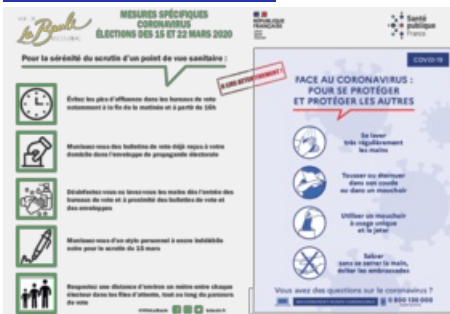 MESURES SPÉCIFIQUES
CORONAVIRUS
ÉLECTIONS DES 15 ET 22 MARS 2020
Pour la sérénité du scrutin d'un point de vue sanitaire :
Évitez les pics d'affluence dans les bureaux de vote
notamment à la fin de la matinée et à partir de 16h
Munissez-vous des bulletins de vote déjà reçus à votre
domicile dans l'enveloppe de propagande électorale
Désinfectez-vous ou lavez-vous les mains dès l'entrée des
bureaux de vote et à proximité des bulletins de vote et
des enveloppes
Munissez-vous d'un stylo personnel à encre indélébile
noire pour le scrutin du 15 mars
Respectez une distance d'environ un mètre entre chaque
électeur dans les files d'attente, tout au long du parcours
de vote
À LIRE ATTENTIVEMENT !
RÉPUBLIQUE
FRANÇAISE
Santé
publique
France
COVID-19
FACE AU CORONAVIRUS :
POUR SE PROTÉGER
ET PROTÉGER LES AUTRES
Se laver
très régulièrement
les mains
Tousser ou éternuer
dans son coude
ou dans un mouchoir
Utiliser un mouchoir
à usage unique
et le jeter
Saluer
sans se serrer la main,
éviter les embrassades
Vous avez des questions sur le coronavirus ?
0 800 130 000